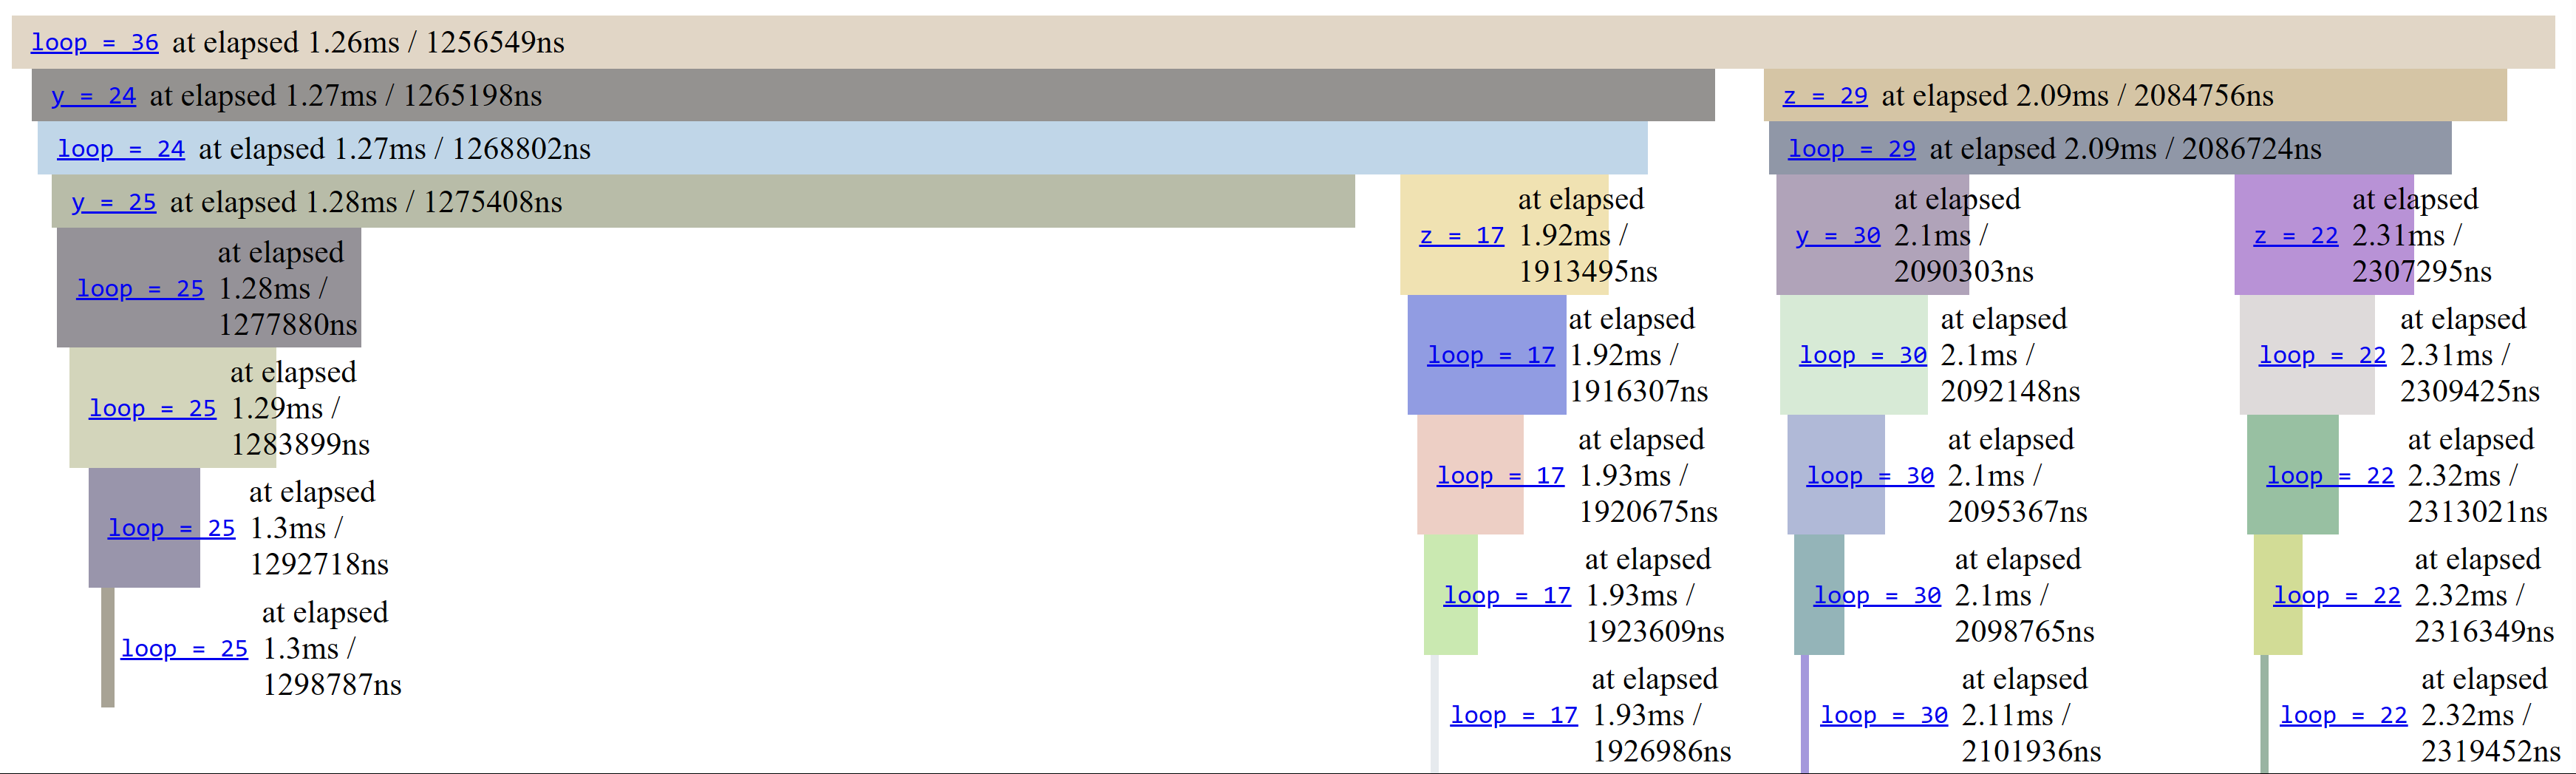 loop = 36 at elapsed 1.26ms / 1256549ns
y = 24 at elapsed 1.27ms / 1265198ns
z = 29 at elapsed 2.09ms / 2084756ns
loop = 24 at elapsed 1.27ms / 1268802ns
loop = 29 at elapsed 2.09ms / 2086724ns
y = 25 at elapsed 1.28ms / 1275408ns
z = 17
at elapsed
1.92ms /
1913495ns
y = 30
at elapsed
2.1ms /
2090303ns
z = 22
at elapsed
2.31ms /
2307295ns
loop = 25
at elapsed
1.28ms /
1277880ns
loop = 17
at elapsed
1.92ms /
1916307ns
loop = 30
at elapsed
2.1ms /
2092148ns
loop = 22
at elapsed
2.31ms /
2309425ns
loop = 25
at elapsed
1.29ms /
1283899ns
loop = 17
at elapsed
1.93ms /
1920675ns
loop = 30
at elapsed
2.1ms /
2095367ns
loop = 22
at elapsed
2.32ms /
2313021ns
loop = 25
at elapsed
1.3ms /
1292718ns
loop = 17
at elapsed
1.93ms /
1923609ns
loop = 30
at elapsed
2.1ms /
2098765ns
loop = 22
at elapsed
2.32ms /
2316349ns
loop = 25
at elapsed
1.3ms /
1298787ns
loop = 17
at elapsed
1.93ms /
1926986ns
loop = 30
at elapsed
2.11ms /
2101936ns
loop = 22
at elapsed
2.32ms /
2319452ns